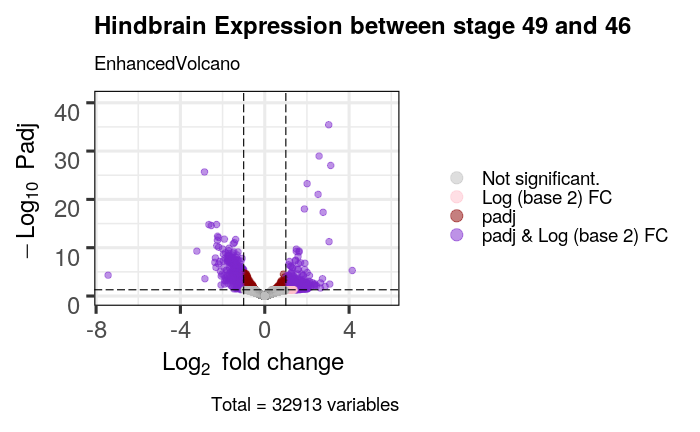 Hindbrain Expression between stage 49 and 46
EnhancedVolcano
40
30
20
10
0
− Log10 Padj
-8 -4 0 4
Log2 fold change
Not significant.
Log (base 2) FC
padj
padj & Log (base 2) FC
Total = 32913 variables